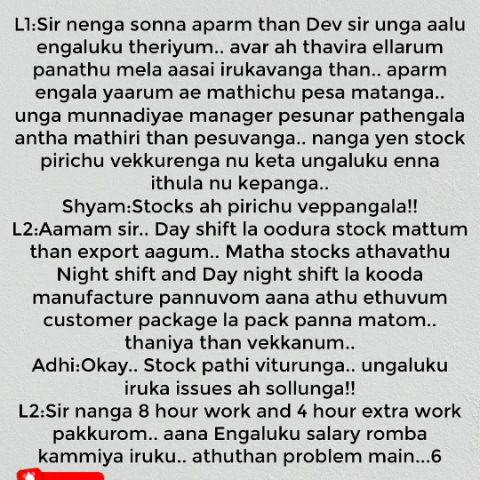 L1:Sir nenga sonna aparm than Dev sir unga aalu
engaluku theriyum.. avar ah thavira ellarum
panathu mela aasai irukavanga than.. aparm
engala yaarum ae mathichu pesa matanga..
unga munnadiyae manager pesunar pathengala
antha mathiri than pesuvanga.. nanga yen stock
pirichu vekkurenga nu keta ungaluku enna
ithula nu kepanga..
Shyam:Stocks ah pirichu veppangala!!
L2:Aamam sir.. Day shift la oodura stock mattum
than export aagum.. Matha stocks athavathu
Night shift and Day night shift la kooda
manufacture pannuvom aana athu ethuvum
customer package la pack panna matom..
thaniya than vekkanum..
Adhi:Okay.. Stock pathi viturunga.. ungaluku
iruka issues ah sollunga!!
L2:Sir nanga 8 hour work and 4 hour extra work
pakkurom.. aana Engaluku salary romba
kammiya iruku.. athuthan problem main...6